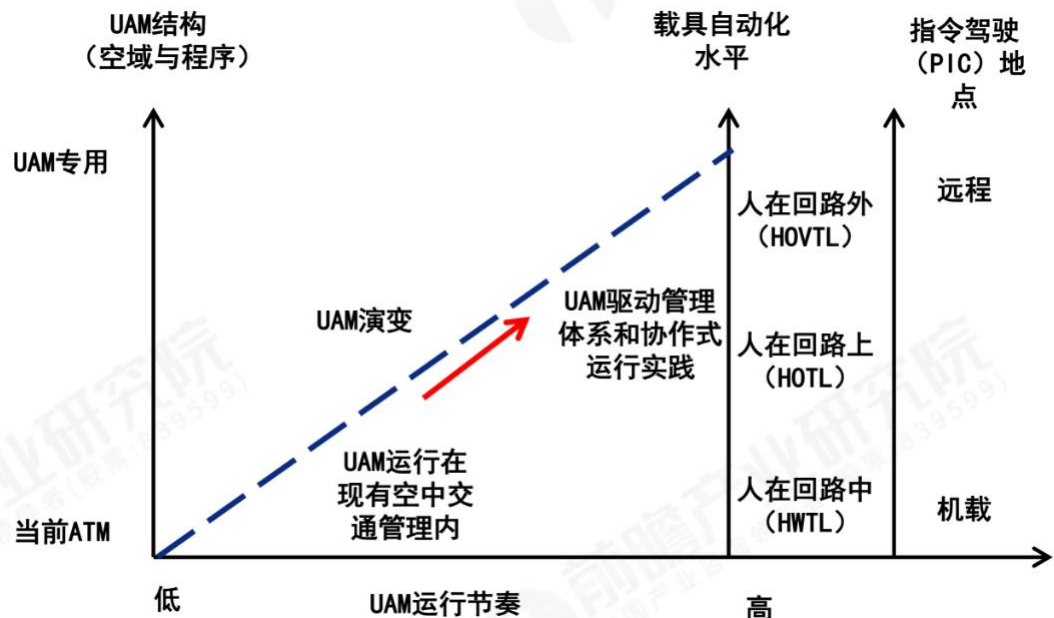 UAM结构
（空域与程序）
载具自动化
水平
指令驾驶
（PIC）地
点
UAM专用
远程
人在回路外
（HOVTL）
UAM演变
UAM驱动管理
体系和协作式
运行实践
人在回路上
（HOTL）
UAM运行在
现有空中交
通管理内
人在回路中
（HWTL）
机载
当前ATM
低
UAM运行节奏
高